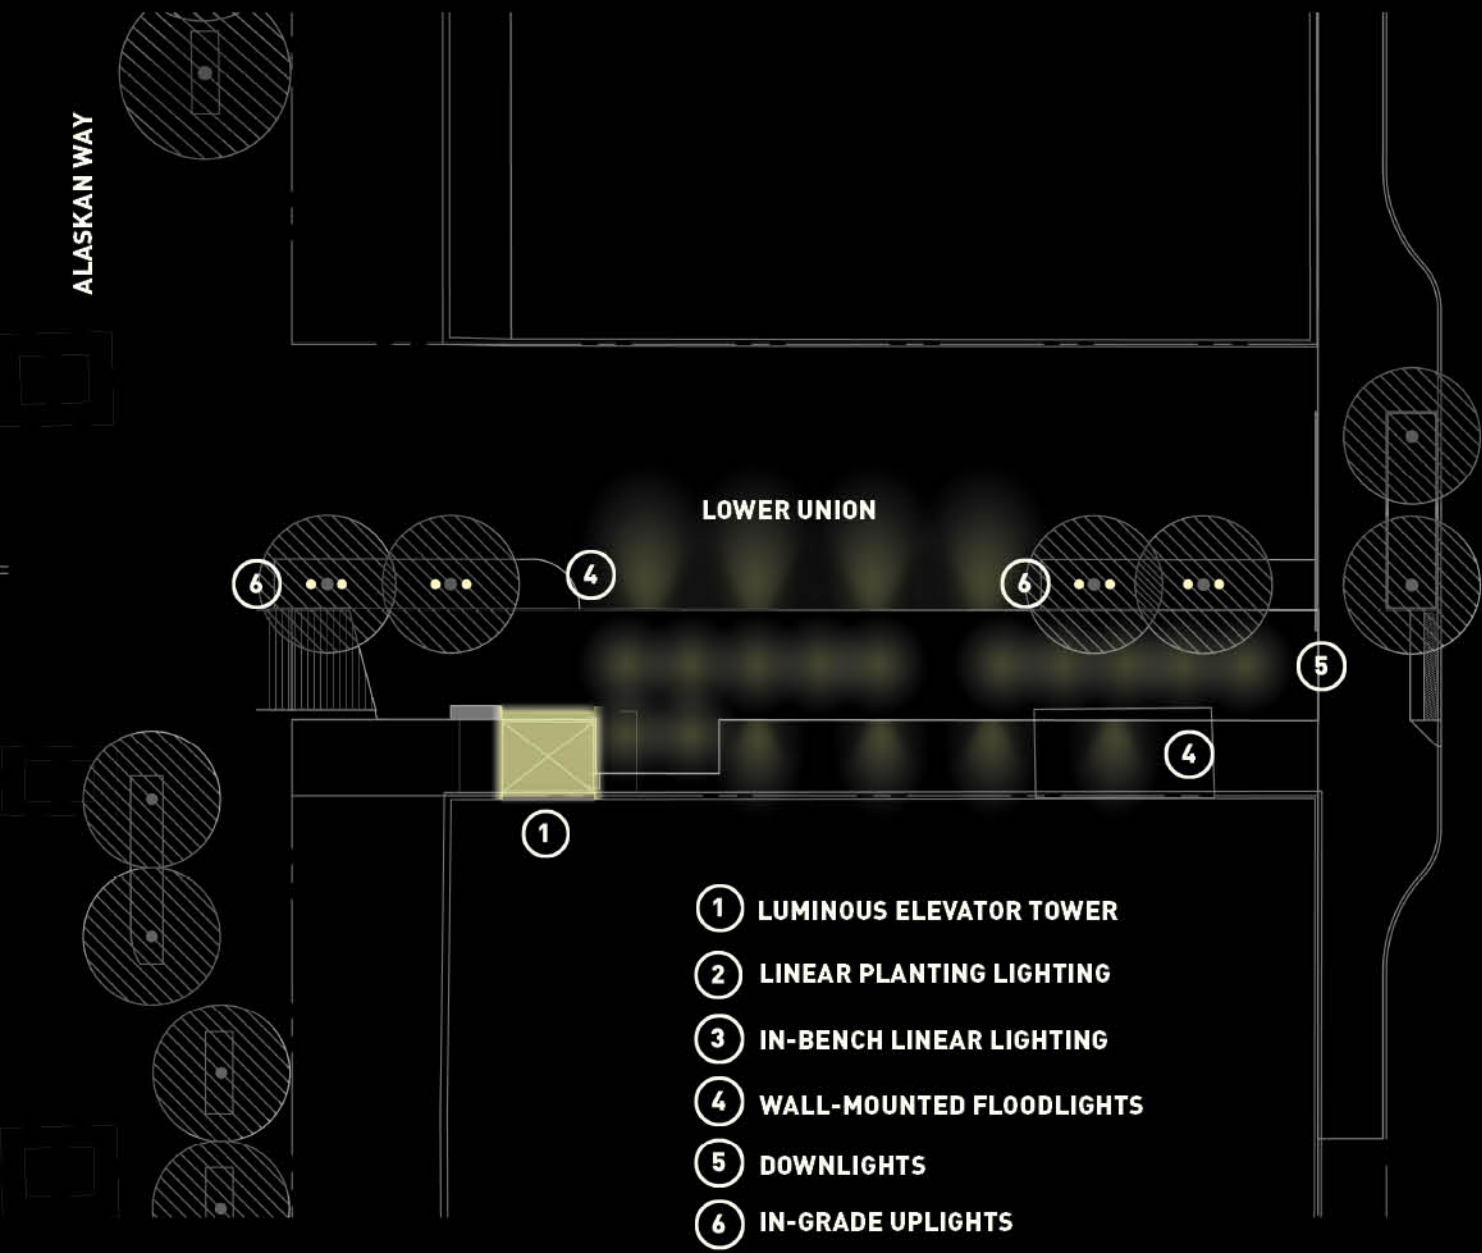 ALASKAN WAY
LOWER UNION
6
4
6
5
4
1
1 LUMINOUS ELEVATOR TOWER
2 LINEAR PLANTING LIGHTING
3 IN-BENCH LINEAR LIGHTING
4 WALL-MOUNTED FLOODLIGHTS
5 DOWNLIGHTS
6 IN-GRADE UPLIGHTS